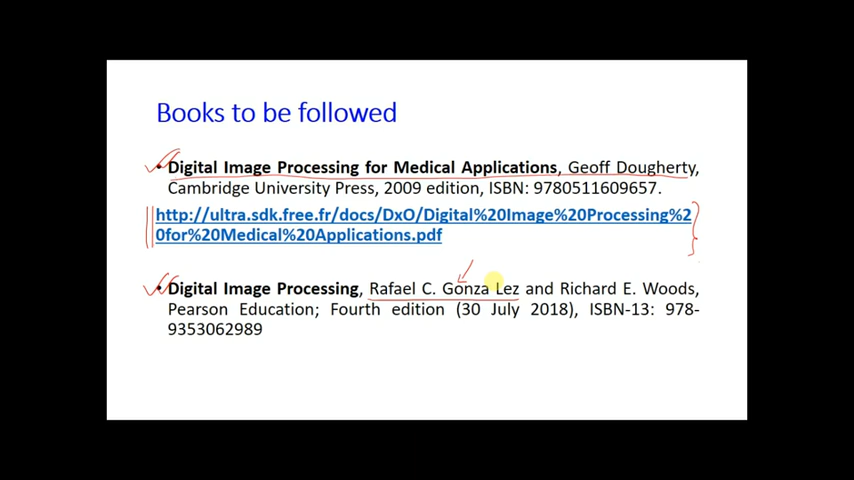 Books to be followed
• Digital Image Processing for Medical Applications, Geoff Dougherty,
Cambridge University Press, 2009 edition, ISBN: 9780511609657.
http://ultra.sdk.free.fr/docs/DxO/Digital%20Image%20Processing%2
0for%20Medical%20Applications.pdf
• Digital Image Processing, Rafael C. Gonza Lez and Richard E. Woods,
Pearson Education; Fourth edition (30 July 2018), ISBN-13: 978-
9353062989